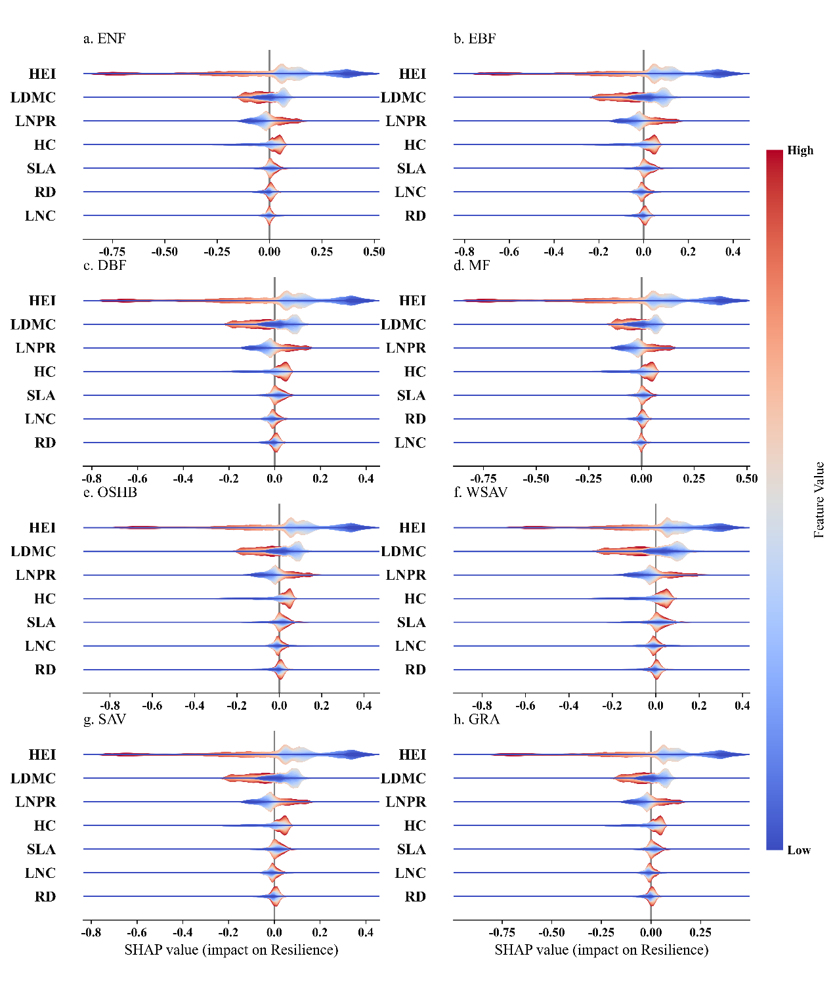 a. ENF
HEI
LDMC
LNPR
HC
SLA
RD
LNC
-0.75 -0.50 -0.25 0.00 0.25 0.50
b. EBF
HEI
LDMC
LNPR
HC
SLA
LNC
RD
-0.8 -0.6 -0.4 -0.2 0.0 0.2 0.4
c. DBF
HEI
LDMC
LNPR
HC
SLA
LNC
RD
-0.8 -0.6 -0.4 -0.2 0.0 0.2 0.4
d. MF
HEI
LDMC
LNPR
HC
SLA
RD
LNC
-0.75 -0.50 -0.25 0.00 0.25 0.50
e. OSHB
HEI
LDMC
LNPR
HC
SLA
LNC
RD
-0.8 -0.6 -0.4 -0.2 0.0 0.2 0.4
f. WSAV
HEI
LDMC
LNPR
HC
SLA
LNC
RD
-0.8 -0.6 -0.4 -0.2 0.0 0.2 0.4
g. SAV
HEI
LDMC
LNPR
HC
SLA
LNC
RD
-0.8 -0.6 -0.4 -0.2 0.0 0.2 0.4
SHAP value (impact on Resilience)
h. GRA
HEI
LDMC
LNPR
HC
SLA
LNC
RD
-0.75 -0.50 -0.25 0.00 0.25
SHAP value (impact on Resilience)
High
Feature Value
Low